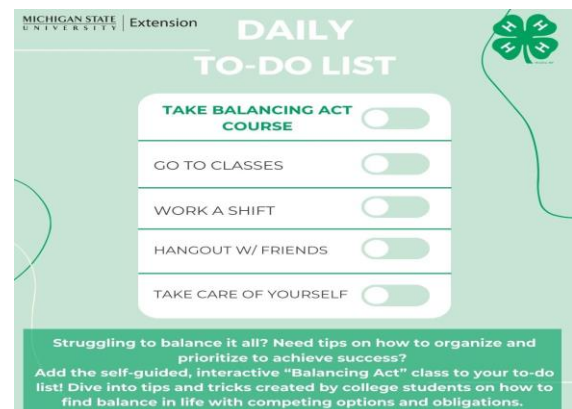 MICHIGAN STATE
UNIVERSITY
Extension
DAILY
TO-DO LIST
H H
H H
TAKE BALANCING ACT
COURSE
GO TO CLASSES
WORK A SHIFT
HANGOUT W/ FRIENDS
TAKE CARE OF YOURSELF
Struggling to balance it all? Need tips on how to organize and
prioritize to achieve success?
Add the self-guided, interactive “Balancing Act” class to your to-do
list! Dive into tips and tricks created by college students on how to
find balance in life with competing options and obligations.